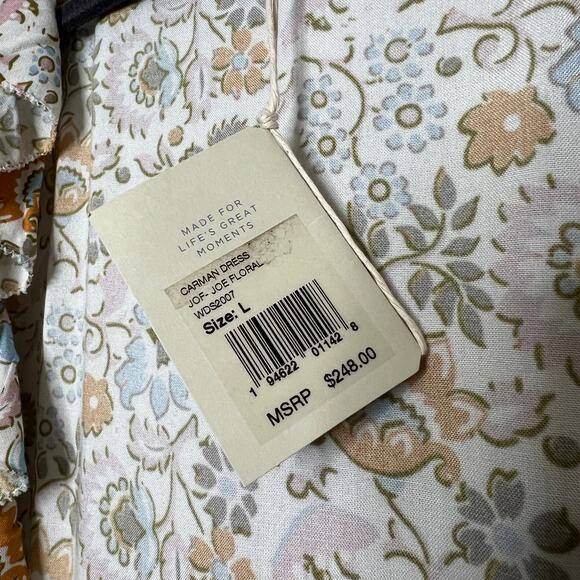 MADE FOR
LIFE'S GREAT
MOMENTS
CARMAN DRESS
JOF- JOE FLORAL
WDS2007
Size: L
1 94622 01142 8
MSRP $248.00